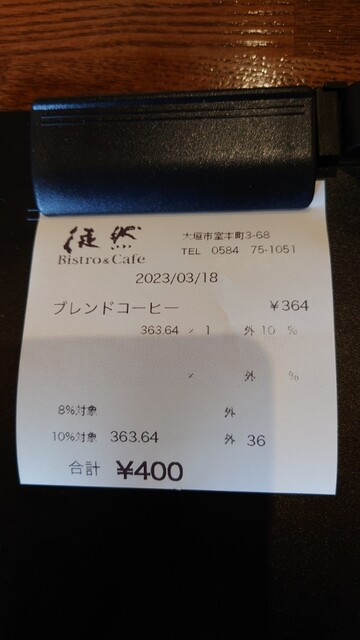 徒然
大垣市室本町3-68
Bistro&Cafe
TEL 0584 75-1051
2023/03/18
ブレンドコーヒー ¥364
363.64 × 1 外 10 %
× 外 %
8%対象 外
10%対象 363.64 外 36
合計 ¥400